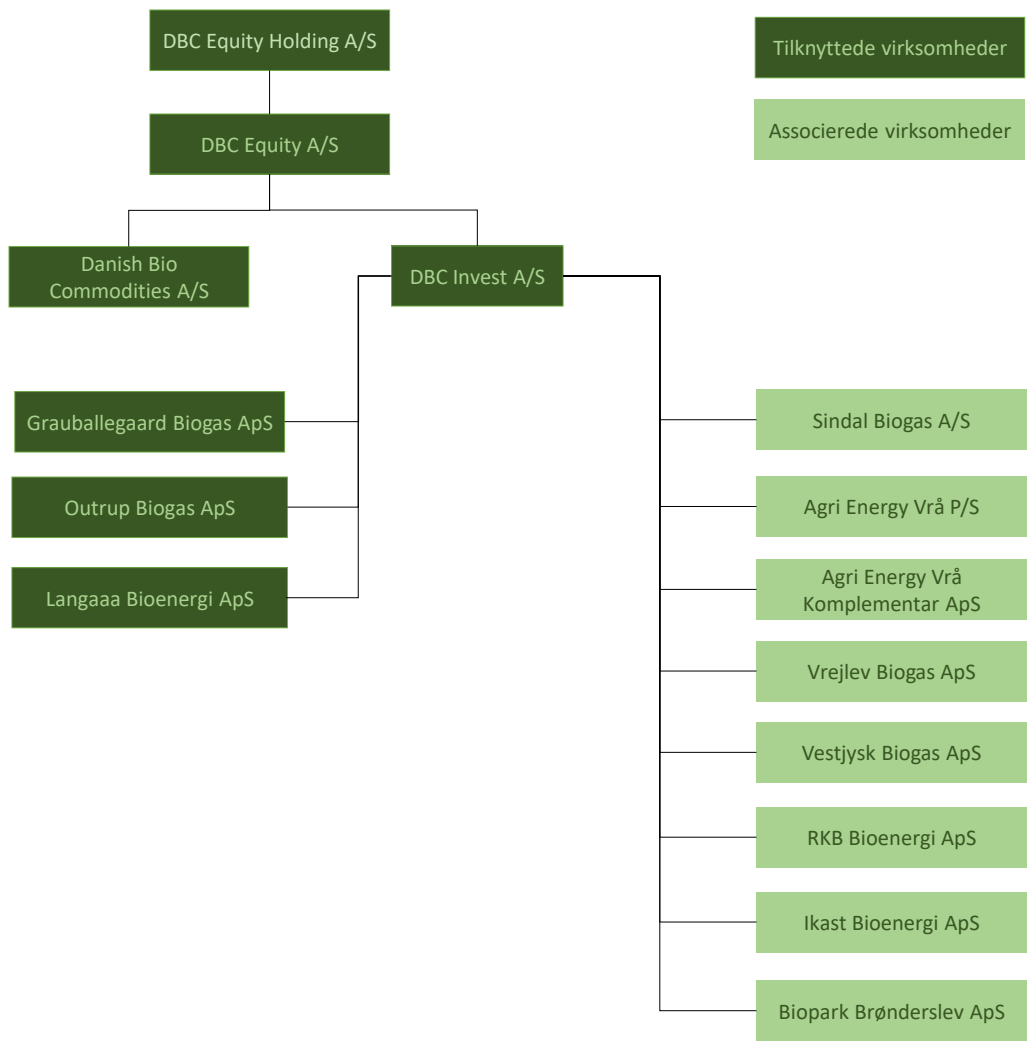 DBC Equity Holding A/S
Tilknyttede virksomheder
Associerede virksomheder
DBC Equity A/S
Danish Bio
Commodities A/S
DBC Invest A/S
Grauballegaard Biogas ApS
Outrup Biogas ApS
Langaaa Bioenergi ApS
Sindal Biogas A/S
Agri Energy Vrå P/S
Agri Energy Vrå
Komplementar ApS
Vrejlev Biogas ApS
Vestjysk Biogas ApS
RKB Bioenergi ApS
Ikast Bioenergi ApS
Biopark Brønderslev ApS